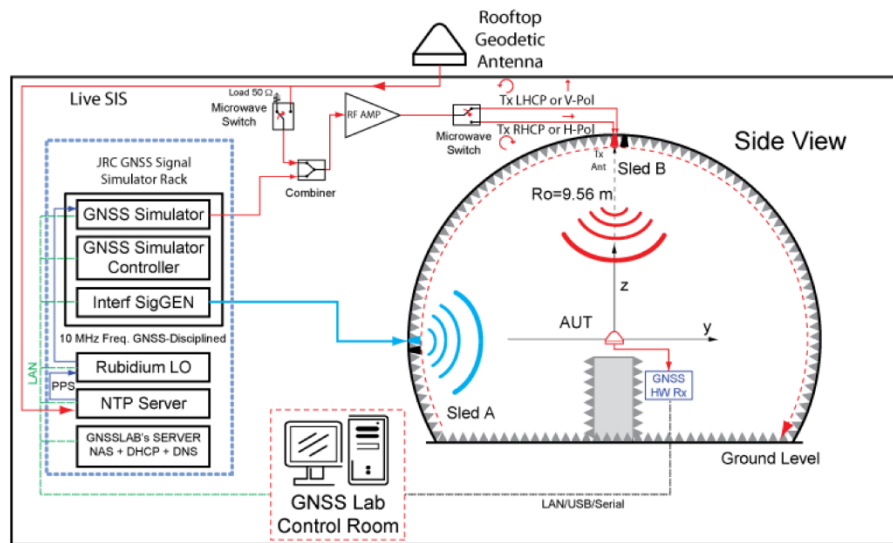 Rooftop
Geodetic
Antenna
Live SIS
Load 50 Ω
Microwave
Switch
RF AMP
Tx LHCP or V-Pol
Tx RHCP or H-Pol
Microwave
Switch
Combiner
Side View
Tx
Ant
Sled B
Ro=9.56 m
JRC GNSS Signal
Simulator Rack
GNSS Simulator
GNSS Simulator
Controller
Interf SigGEN
10 MHz Freq. GNSS-Disciplined
Rubidium LO
PPS
NTP Server
GNSSLAB's SERVER
NAS + DHCP + DNS
LAN
z
y
AUT
GNSS
HW Rx
Sled A
Ground Level
GNSS Lab
Control Room
LAN/USB/Serial